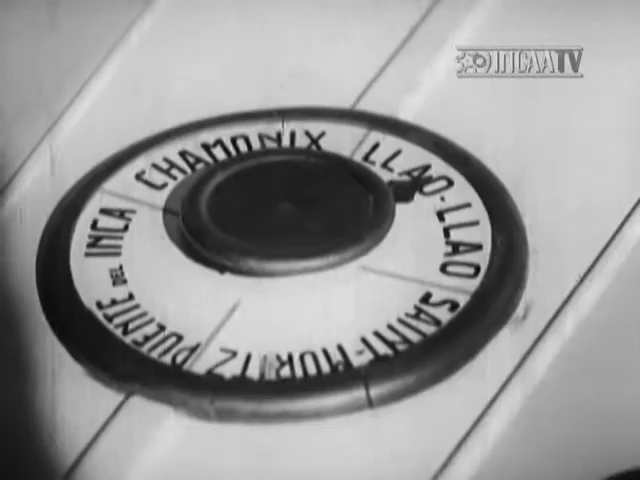 INCAATV
CHAMONIX
LLAO-LLAO
SAINT-MORITZ
PUENTE DEL INCA